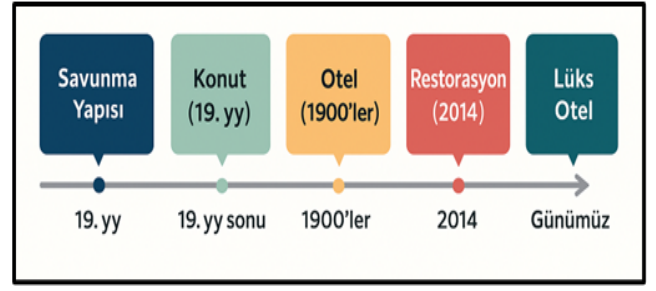 Savunma
Yapısı
Konut
(19. yy)
Otel
(1900'ler)
Restorasyon
(2014)
Lüks
Otel
19. yy
19. yy sonu
1900'ler
2014
Günümüz